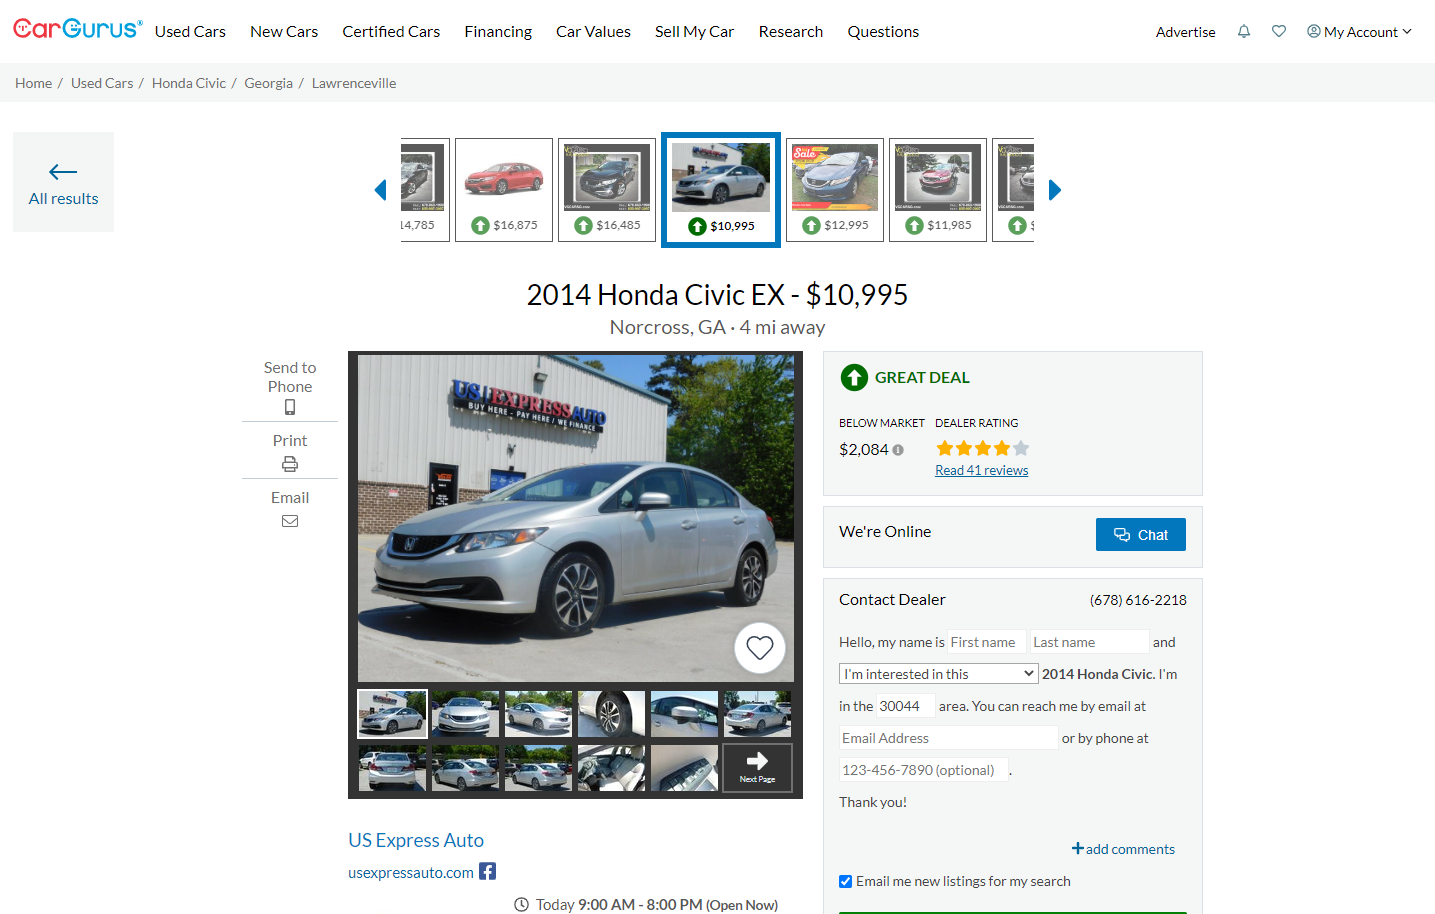 CarGurus
Used Cars New Cars Certified Cars Financing Car Values Sell My Car Research Questions Advertise My Account
Home / Used Cars / Honda Civic / Georgia / Lawrenceville
All results
14,785 $16,875 $16,485 $10,995 $12,995 $11,985
Sale
2014 Honda Civic EX - $10,995
Norcross, GA · 4 mi away
Send to Phone
Print
Email
US EXPRESS AUTO
BUY HERE - PAY HERE / WE FINANCE
Next Page
GREAT DEAL
BELOW MARKET DEALER RATING
$2,084
Read 41 reviews
We're Online Chat
Contact Dealer (678) 616-2218
Hello, my name is First name Last name and
I'm interested in this 2014 Honda Civic. I'm
in the 30044 area. You can reach me by email at
Email Address or by phone at
123-456-7890 (optional) .
Thank you!
add comments
Email me new listings for my search
US Express Auto
usexpressauto.com
Today 9:00 AM - 8:00 PM (Open Now)